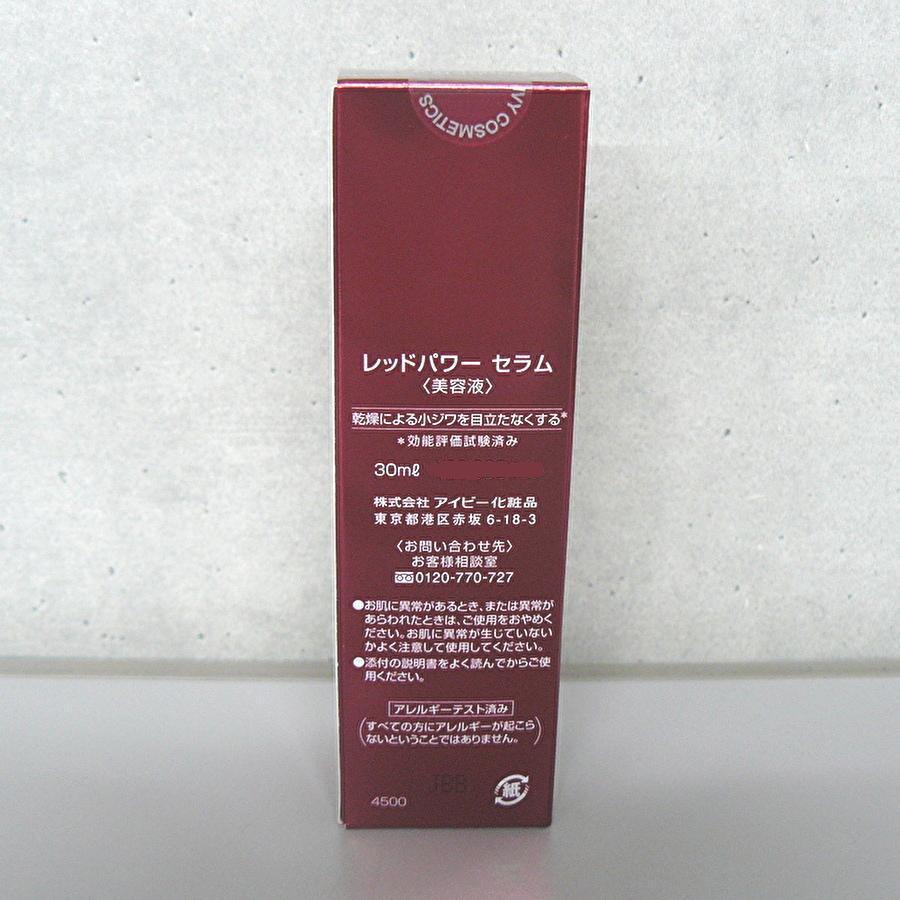 IVY COSMETICS
レッドパワー セラム
〈美容液〉
乾燥による小ジワを目立たなくする*
*効能評価試験済み
30mℓ
株式会社 アイビー化粧品
東京都港区赤坂 6-18-3
〈お問い合わせ先〉
お客様相談室
0120-770-727
●お肌に異常があるとき、または異常が
あらわれたときは、ご使用をおやめく
ださい。お肌に異常が生じていない
かよく注意して使用してください。
●添付の説明書をよく読んでからご使
用ください。
アレルギーテスト済み
(すべての方にアレルギーが起こら
ないということではありません。)
JBB
4500
紙